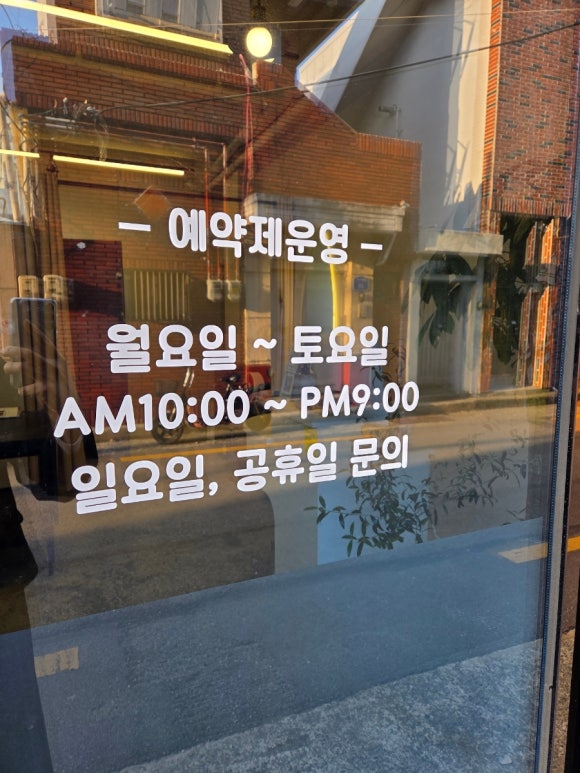 - 예약제운영 -
월요일 ~ 토요일
AM10:00 ~ PM9:00
일요일, 공휴일 문의